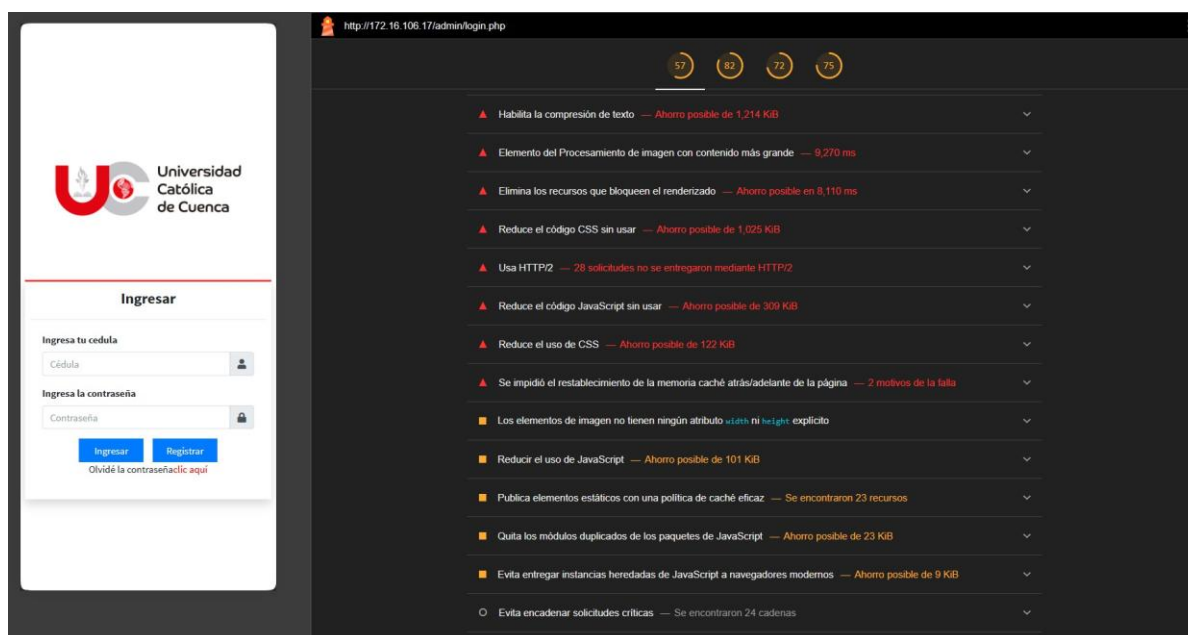 Universidad
Católica
de Cuenca
Ingresar
Ingresa tu cedula
Cédula
Ingresa la contraseña
Contraseña
Ingresar Registrar
Olvidé la contraseñaclic aquí
http://172.16.106.17/admin/login.php
57 82 72 75
Habilita la compresión de texto — Ahorro posible de 1,214 KiB
Elemento del Procesamiento de imagen con contenido más grande — 9,270 ms
Elimina los recursos que bloqueen el renderizado — Ahorro posible en 8,110 ms
Reduce el código CSS sin usar — Ahorro posible de 1,025 KiB
Usa HTTP/2 — 28 solicitudes no se entregaron mediante HTTP/2
Reduce el código JavaScript sin usar — Ahorro posible de 309 KiB
Reduce el uso de CSS — Ahorro posible de 122 KiB
Se impidió el restablecimiento de la memoria caché atrás/adelante de la página — 2 motivos de la falla
Los elementos de imagen no tienen ningún atributo width ni height explícito
Reducir el uso de JavaScript — Ahorro posible de 101 KiB
Publica elementos estáticos con una política de caché eficaz — Se encontraron 23 recursos
Quita los módulos duplicados de los paquetes de JavaScript — Ahorro posible de 23 KiB
Evita entregar instancias heredadas de JavaScript a navegadores modernos — Ahorro posible de 9 KiB
Evita encadenar solicitudes críticas — Se encontraron 24 cadenas